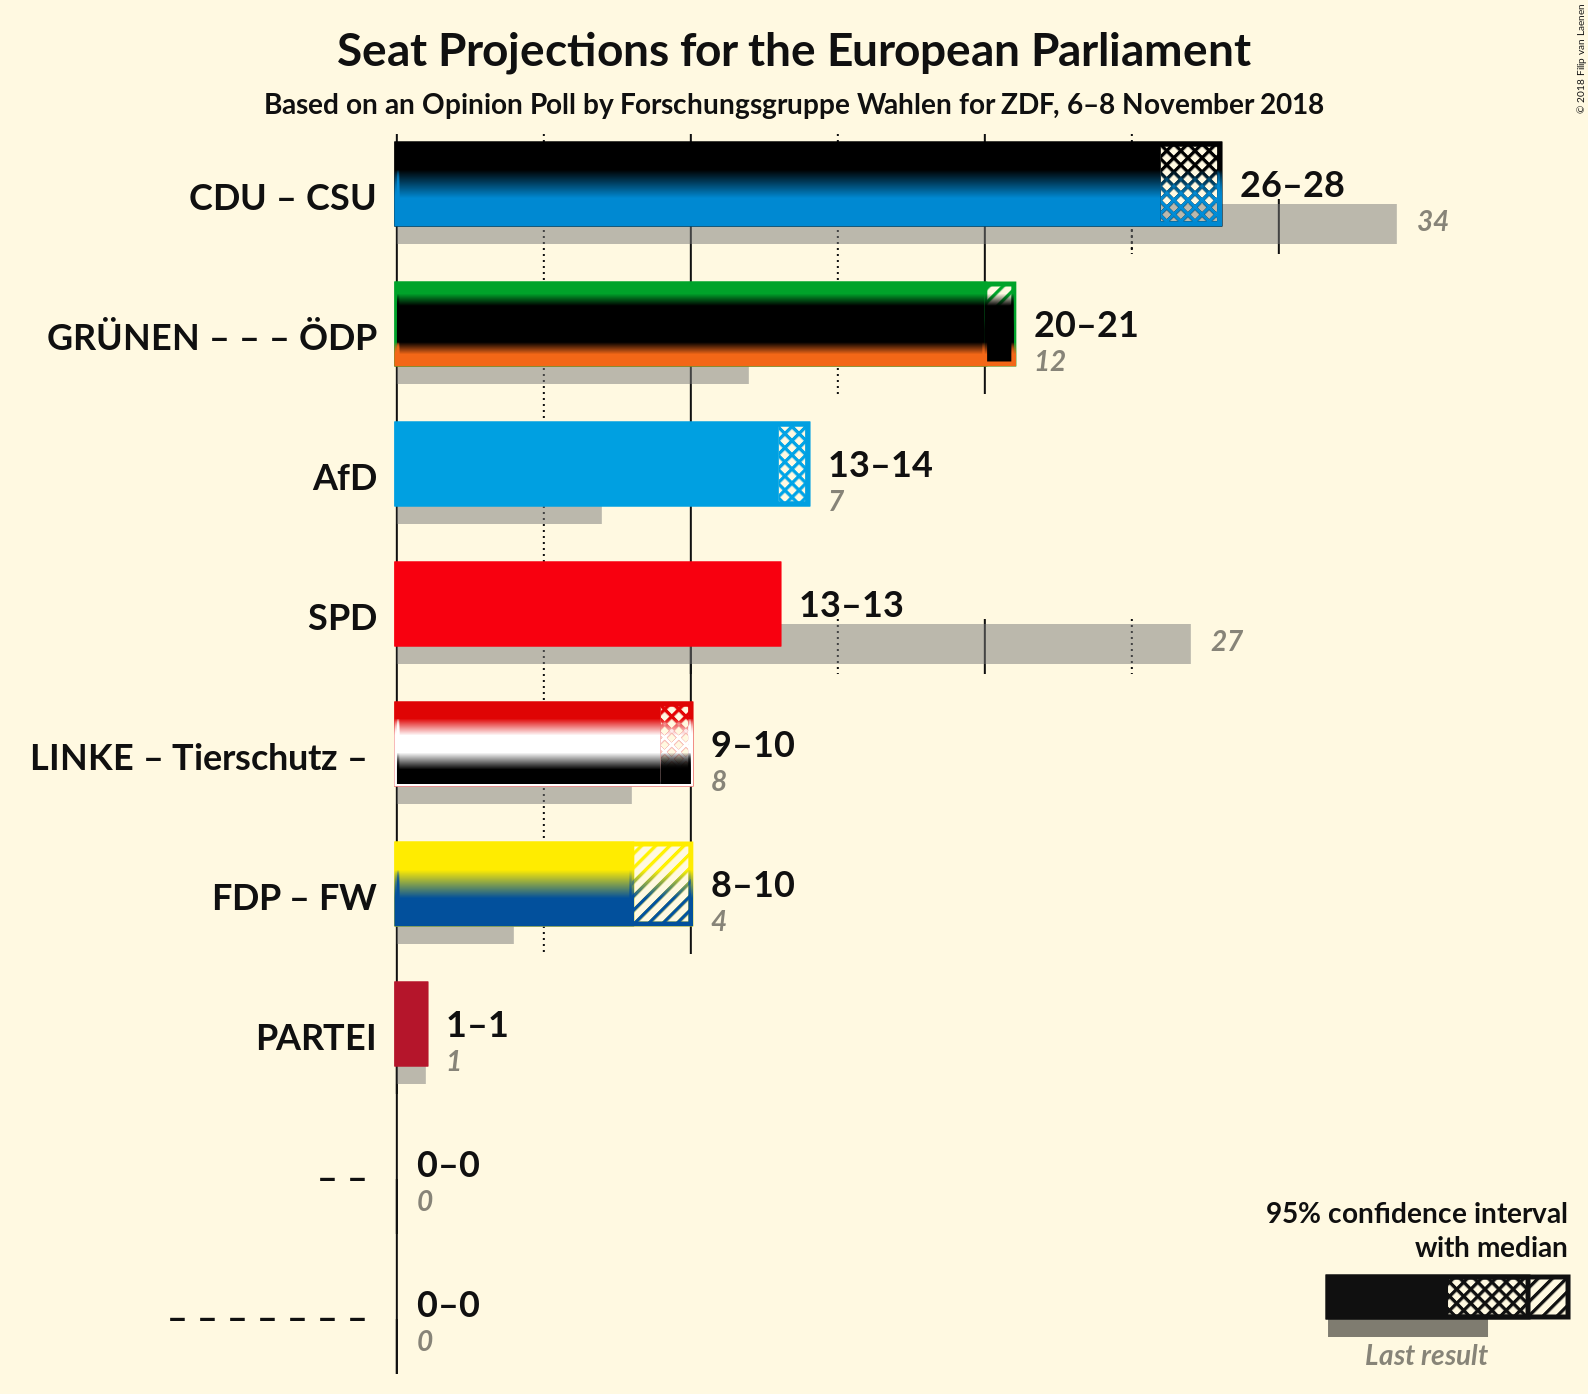 Seat Projections for the European Parliament
Based on an Opinion Poll by Forschungsgruppe Wahlen for ZDF, 6–8 November 2018
© 2018 Filip van Laenen
CDU – CSU
26–28
34
GRÜNEN – – – ÖDP
20–21
12
AfD
13–14
7
SPD
13–13
27
LINKE – Tierschutz –
9–10
8
FDP – FW
8–10
4
PARTEI
1–1
1
– –
0–0
0
– – – – – – –
0–0
0
95% confidence interval
with median
Last result